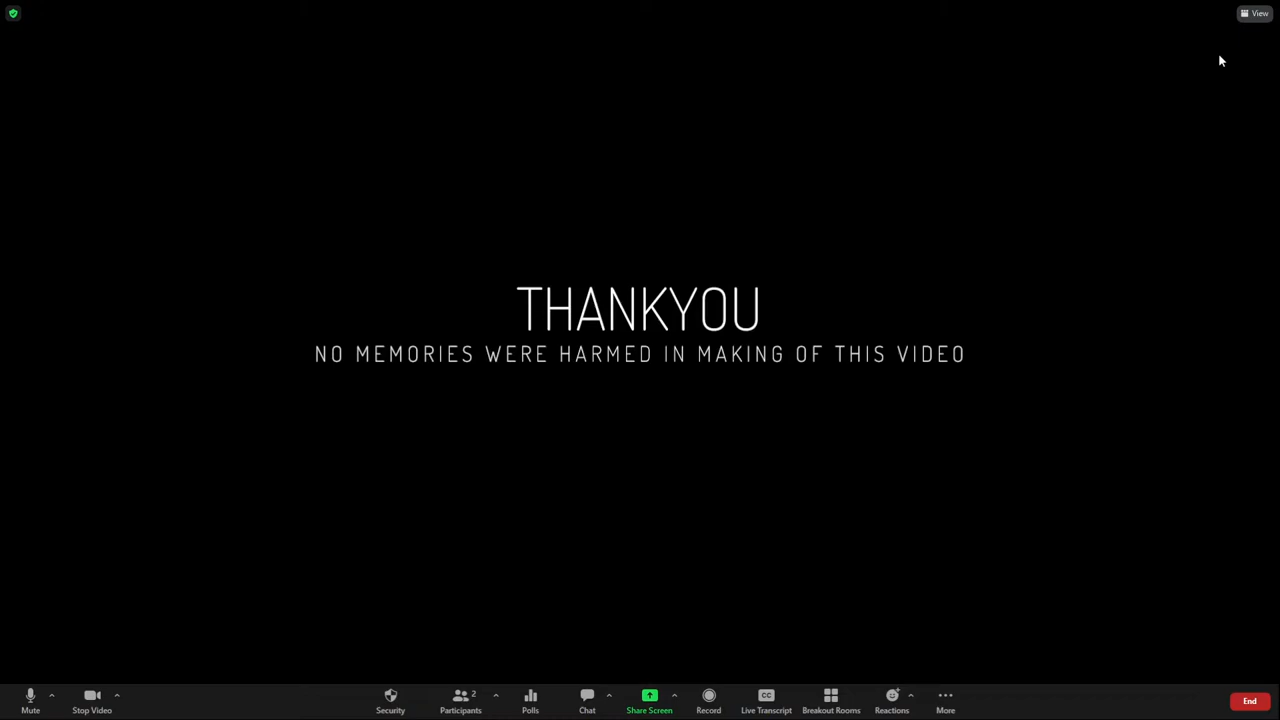 View
THANKYOU
NO MEMORIES WERE HARMED IN MAKING OF THIS VIDEO
2
Mute
Stop Video
Security
Participants
Polls
Chat
Share Screen
Record
CC
Live Transcript
Breakout Rooms
Reactions
More
End